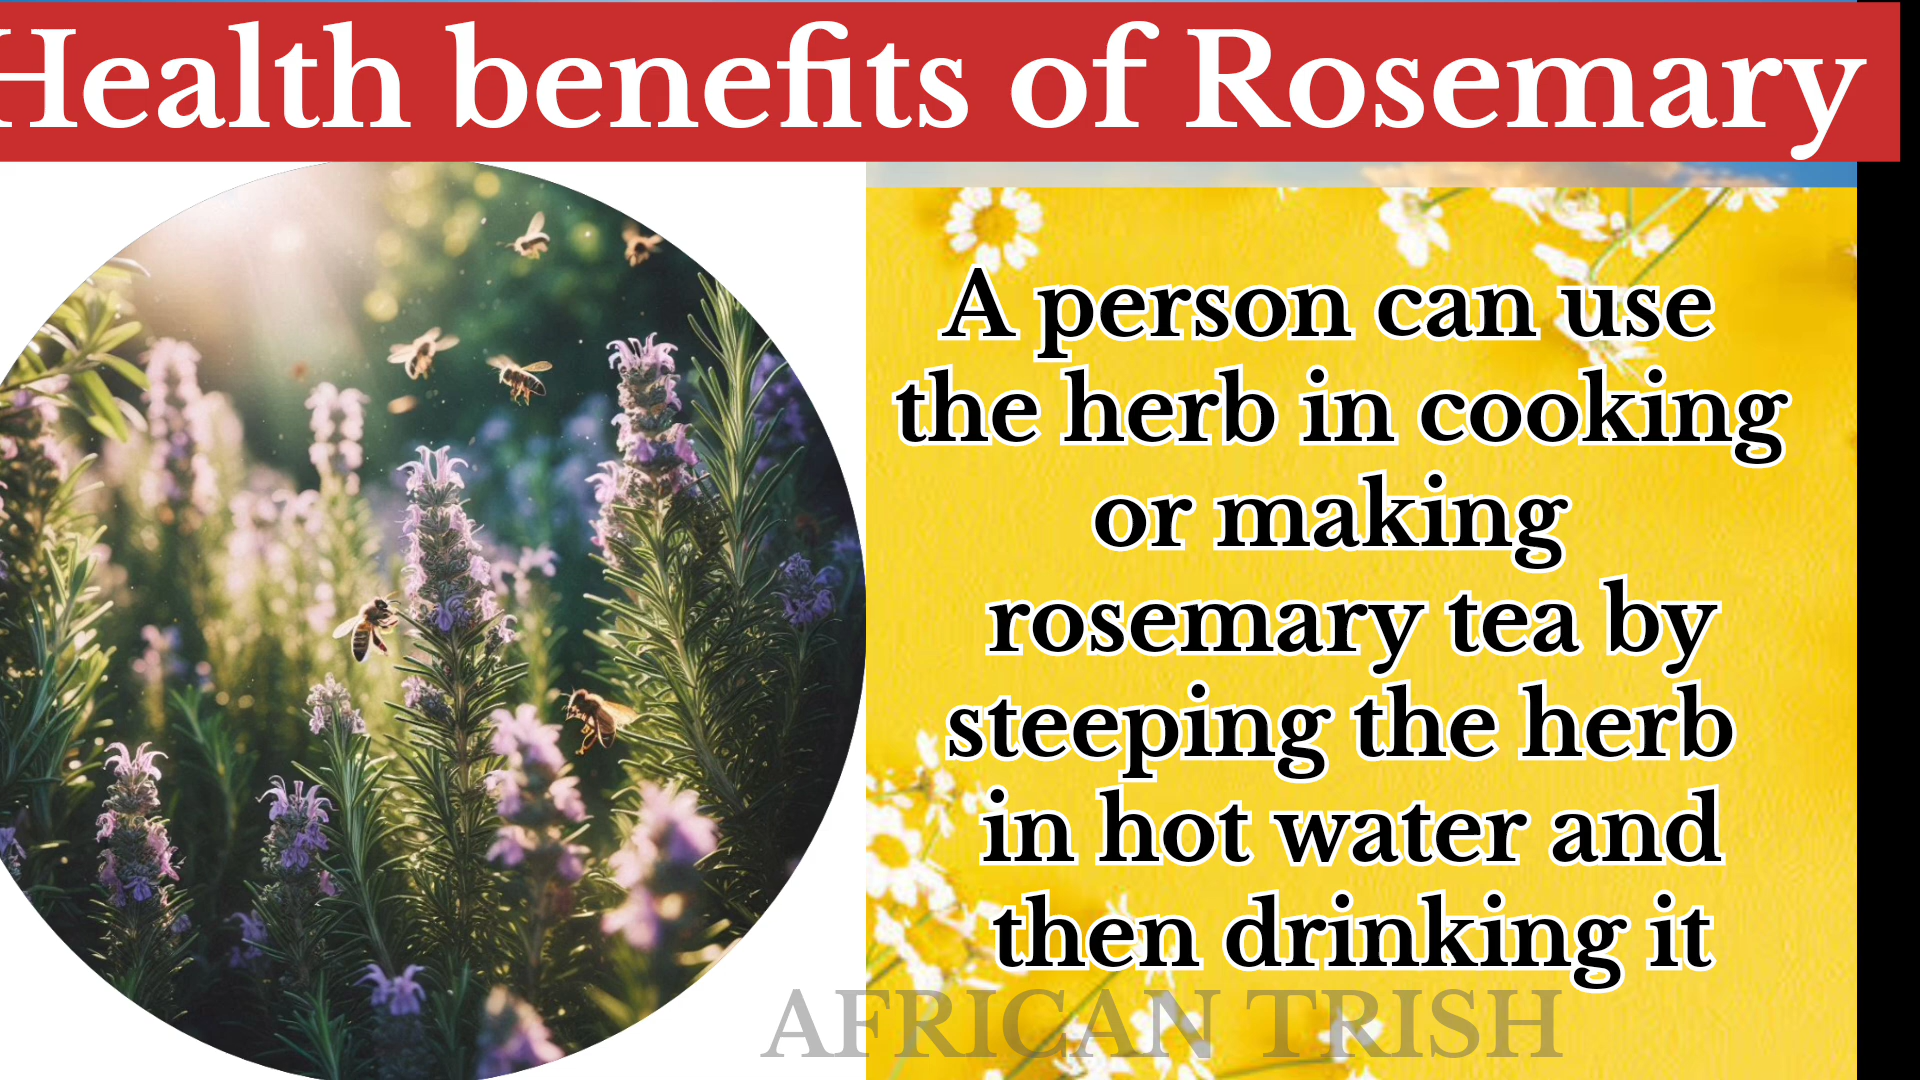 Health benefits of Rosemary
A person can use
the herb in cooking
or making
rosemary tea by
steeping the herb
in hot water and
then drinking it
AFRICAN TRISH